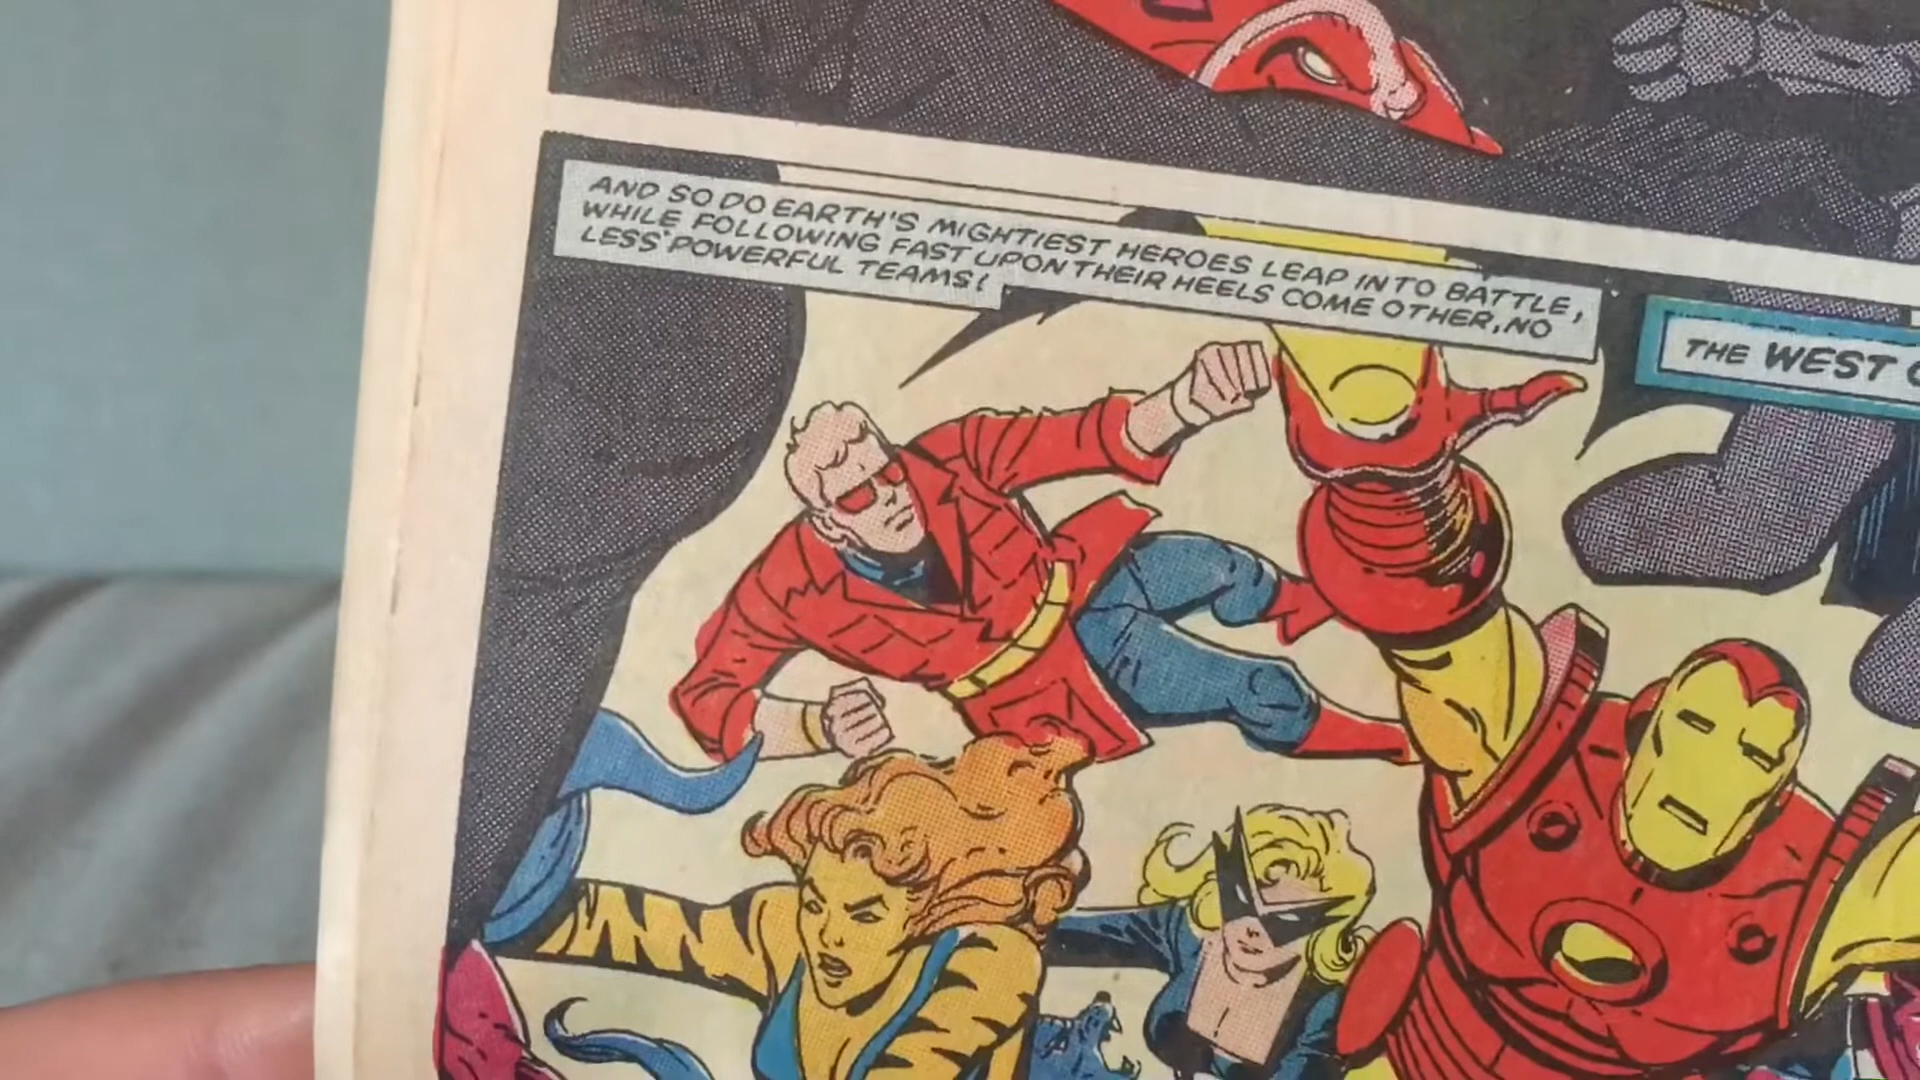 AND SO DO EARTH'S MIGHTIEST HEROES LEAP INTO BATTLE,
WHILE FOLLOWING FAST UPON THEIR HEELS COME OTHER, NO
LESS POWERFUL TEAMS!
THE WEST